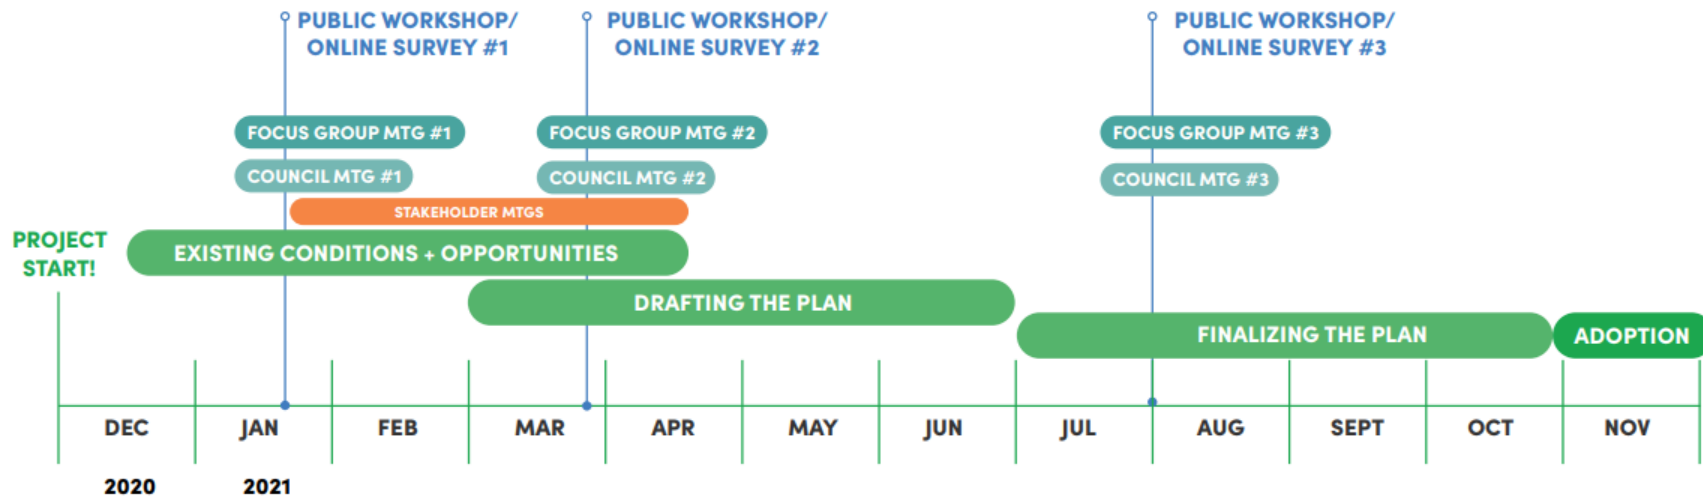 PUBLIC WORKSHOP/
ONLINE SURVEY #1
PUBLIC WORKSHOP/
ONLINE SURVEY #2
PUBLIC WORKSHOP/
ONLINE SURVEY #3
FOCUS GROUP MTG #1
FOCUS GROUP MTG #2
FOCUS GROUP MTG #3
COUNCIL MTG #1
COUNCIL MTG #2
COUNCIL MTG #3
STAKEHOLDER MTGS
PROJECT
START!
EXISTING CONDITIONS + OPPORTUNITIES
DRAFTING THE PLAN
FINALIZING THE PLAN
ADOPTION
DEC
JAN
FEB
MAR
APR
MAY
JUN
JUL
AUG
SEPT
OCT
NOV
2020
2021